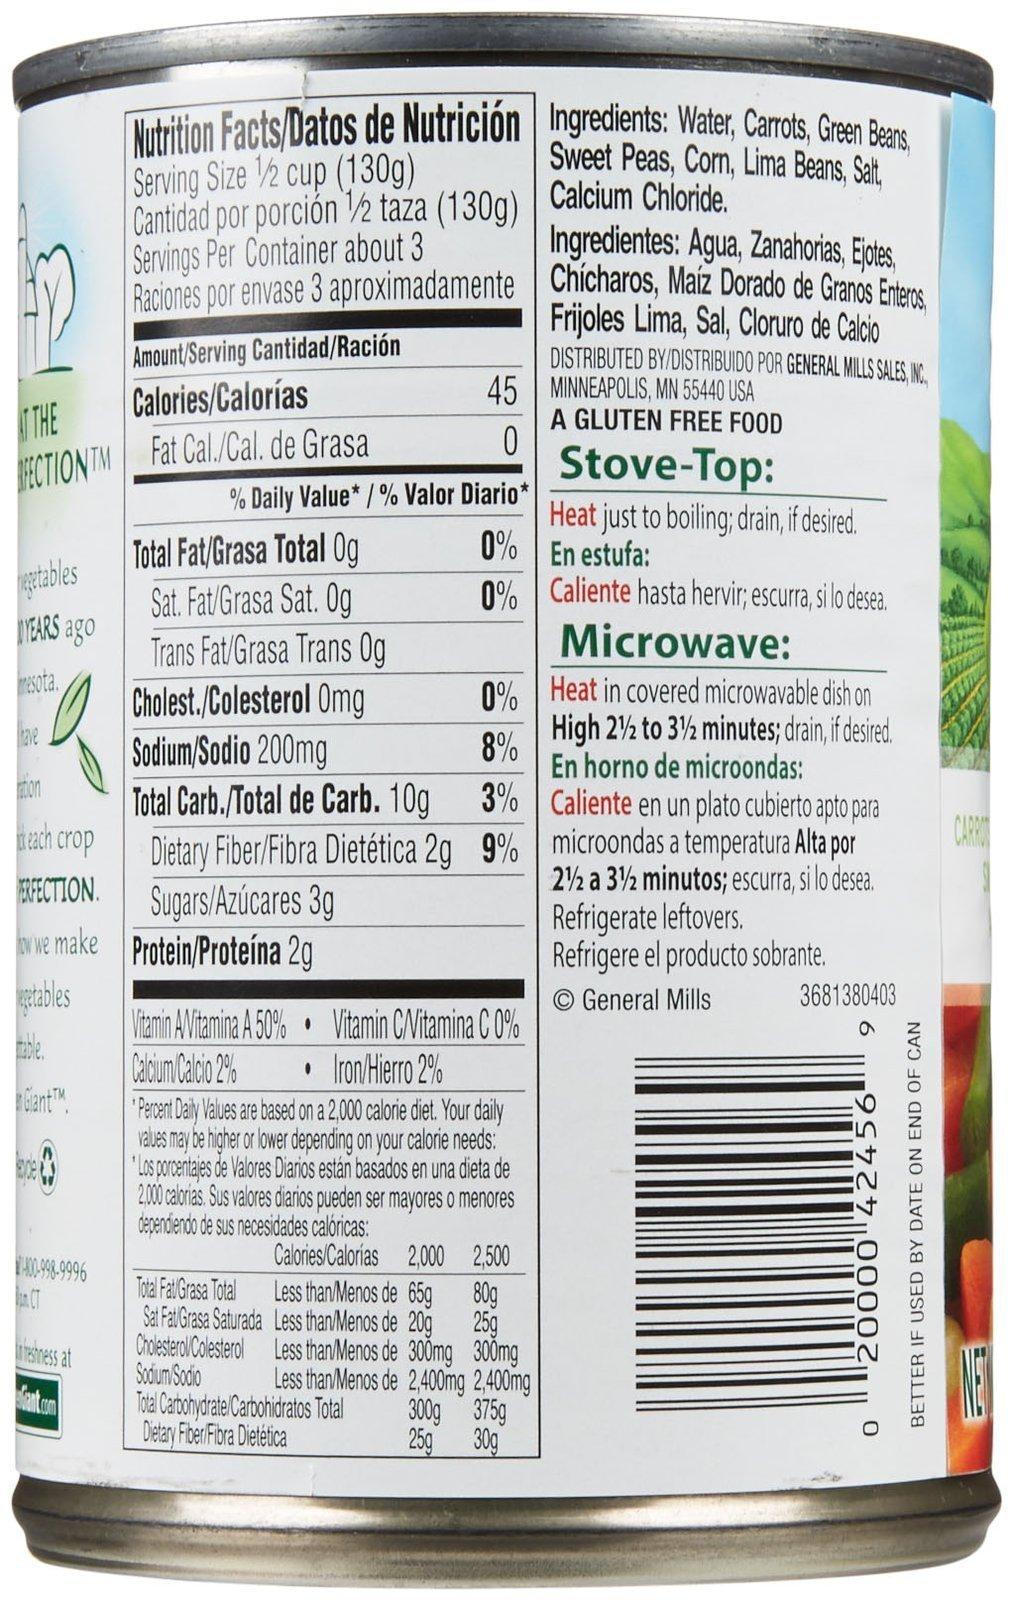 AT THE
vegetables
YEARS ago
have
each crop
PERFECTION.
we make
vegetables
Giant™.
1-800-998-9996
CT
freshness at
Nutrition Facts/Datos de Nutrición
Serving Size ½ cup (130g)
Cantidad por porción ½ taza (130g)
Servings Per Container about 3
Raciones por envase 3 aproximadamente
Amount/Serving Cantidad/Ración
Calories/Calorías 45
Fat Cal./Cal. de Grasa 0
% Daily Value* / % Valor Diario*
Total Fat/Grasa Total 0g 0%
Sat. Fat/Grasa Sat. 0g 0%
Trans Fat/Grasa Trans 0g
Cholest./Colesterol 0mg 0%
Sodium/Sodio 200mg 8%
Total Carb./Total de Carb. 10g 3%
Dietary Fiber/Fibra Dietética 2g 9%
Sugars/Azúcares 3g
Protein/Proteína 2g
Vitamin A/Vitamina A 50% • Vitamin C/Vitamina C 0%
Calcium/Calcio 2% • Iron/Hierro 2%
*Percent Daily Values are based on a 2,000 calorie diet. Your daily
values may be higher or lower depending on your calorie needs:
*Los porcentajes de Valores Diarios están basados en una dieta de
2,000 calorías. Sus valores diarios pueden ser mayores o menores
dependiendo de sus necesidades calóricas:
Calories/Calorías 2,000 2,500
Total Fat/Grasa Total Less than/Menos de 65g 80g
Sat Fat/Grasa Saturada Less than/Menos de 20g 25g
Cholesterol/Colesterol Less than/Menos de 300mg 300mg
Sodium/Sodio Less than/Menos de 2,400mg 2,400mg
Total Carbohydrate/Carbohidratos Total 300g 375g
Dietary Fiber/Fibra Dietética 25g 30g
Ingredients: Water, Carrots, Green Beans,
Sweet Peas, Corn, Lima Beans, Salt,
Calcium Chloride.
Ingredientes: Agua, Zanahorias, Ejotes,
Chícharos, Maíz Dorado de Granos Enteros,
Frijoles Lima, Sal, Cloruro de Calcio
DISTRIBUTED BY/DISTRIBUIDO POR GENERAL MILLS SALES, INC.,
MINNEAPOLIS, MN 55440 USA
A GLUTEN FREE FOOD
Stove-Top:
Heat just to boiling; drain, if desired.
En estufa:
Caliente hasta hervir; escurra, si lo desea.
Microwave:
Heat in covered microwavable dish on
High 2½ to 3½ minutes; drain, if desired.
En horno de microondas:
Caliente en un plato cubierto apto para
microondas a temperatura Alta por
2½ a 3½ minutos; escurra, si lo desea.
Refrigerate leftovers.
Refrigere el producto sobrante.
© General Mills 3681380403
0 20000 42456 9
BETTER IF USED BY DATE ON END OF CAN